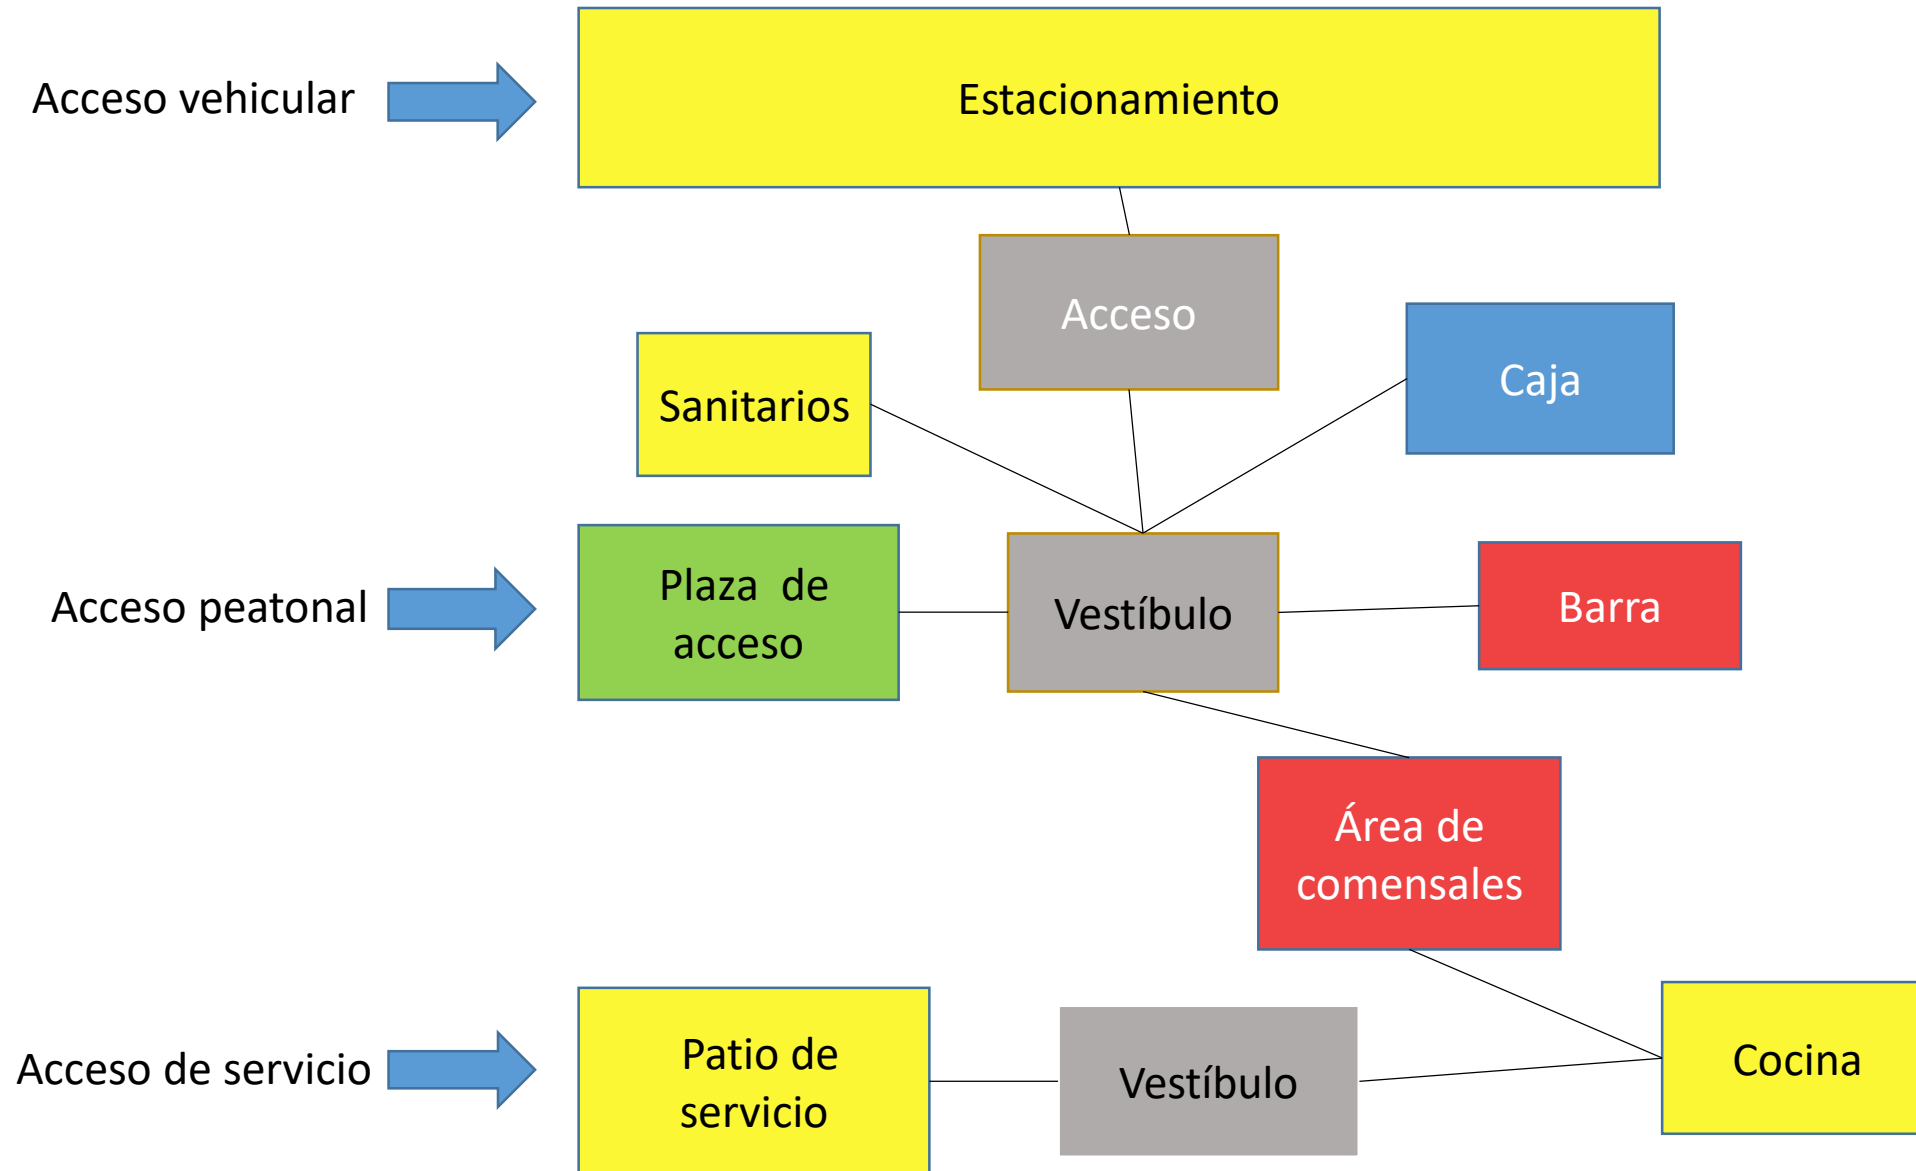 Acceso vehicular
Estacionamiento
Acceso
Caja
Sanitarios
Acceso peatonal
Plaza de
acceso
Vestíbulo
Barra
Área de
comensales
Acceso de servicio
Patio de
servicio
Vestíbulo
Cocina